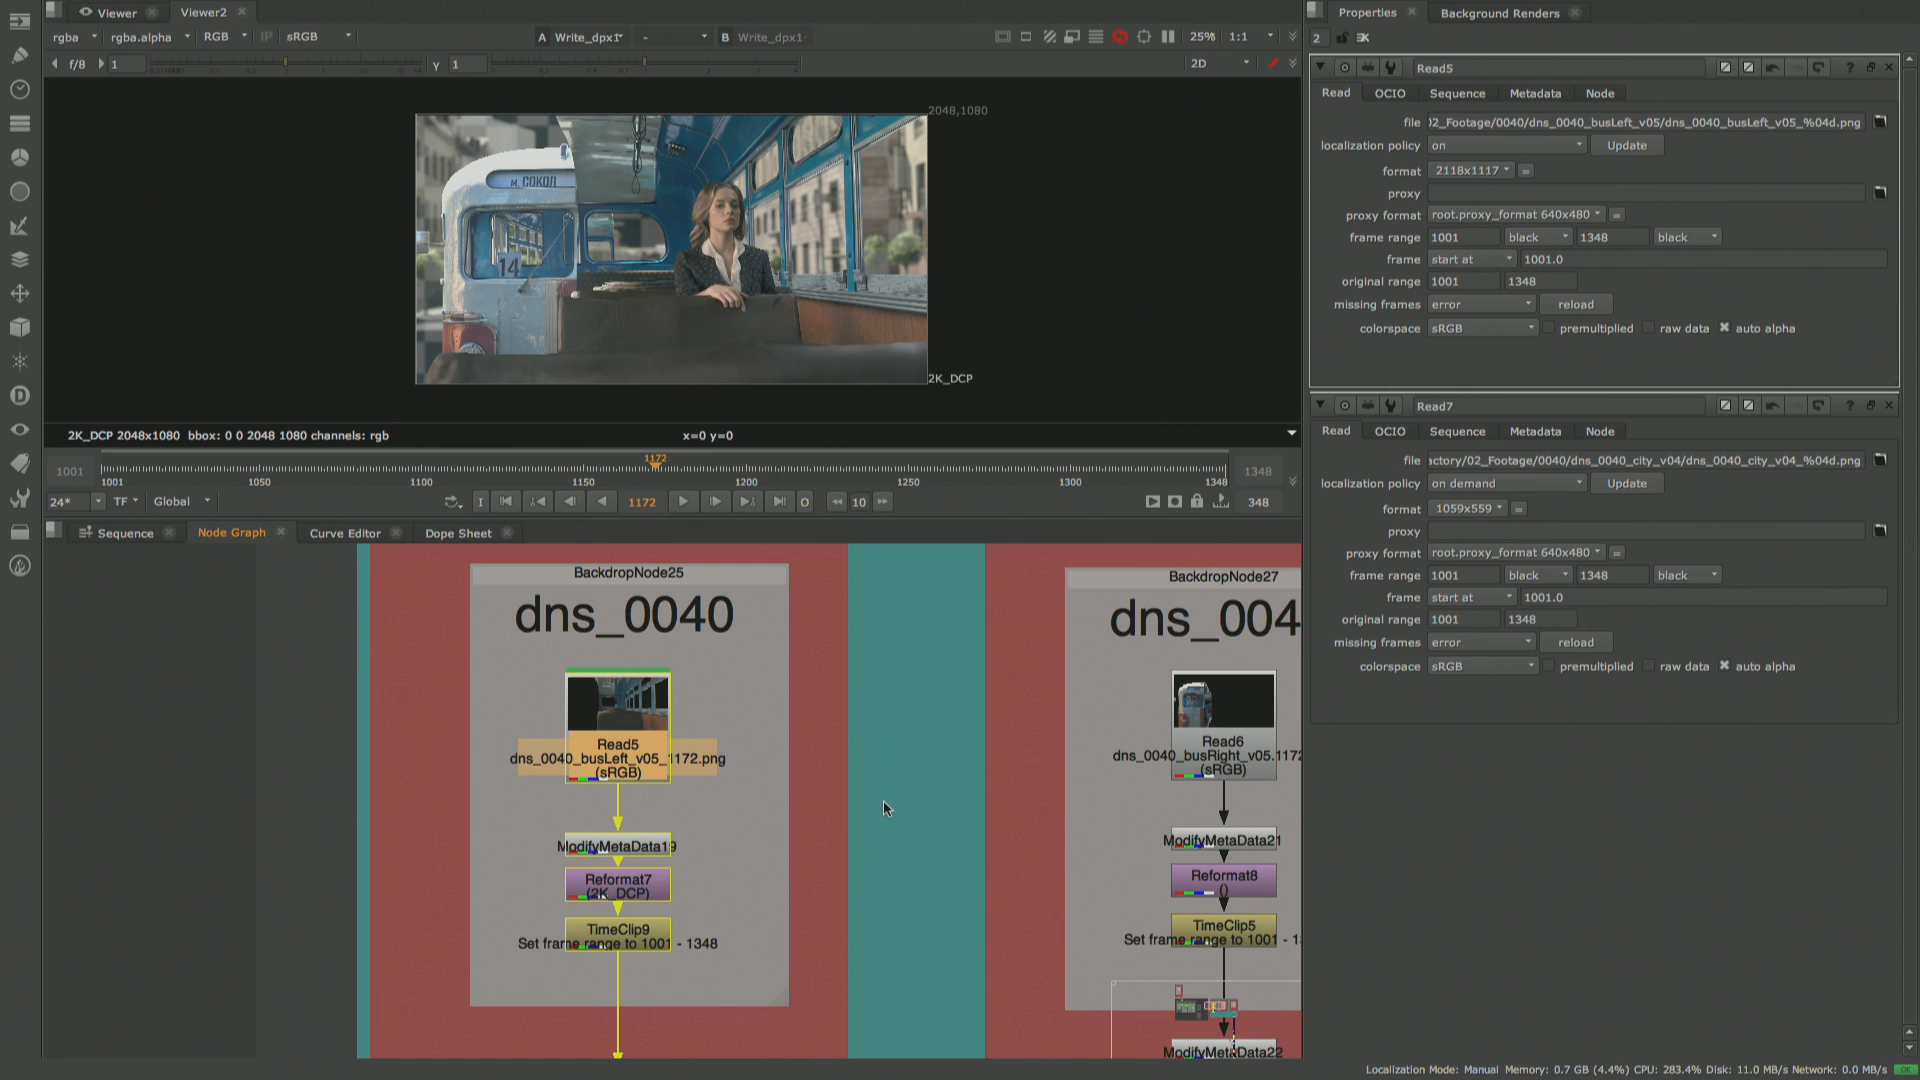 Viewer
Viewer2
Properties
Background Renders
rgba
rgba.alpha
RGB
IP
sRGB
A Write_dpx1
-
B Write_dpx1
25%
1:1
2
f/8
1
y 1
2D
Read5
Read OCIO Sequence Metadata Node
file 02_Footage/0040/dns_0040_busLeft_v05/dns_0040_busLeft_v05_%04d.png
localization policy on Update
format 2118x1117 =
proxy
proxy format root.proxy_format 640x480 =
frame range 1001 black 1348 black
frame start at 1001.0
original range 1001 1348
missing frames error reload
colorspace sRGB premultiplied raw data auto alpha
2048,1080
м. СОКОЛ
14
2K_DCP
2K_DCP 2048x1080 bbox: 0 0 2048 1080 channels: rgb
x=0 y=0
Read7
Read OCIO Sequence Metadata Node
file actory/02_Footage/0040/dns_0040_city_v04/dns_0040_city_v04_%04d.png
localization policy on demand Update
format 1059x559 =
proxy
proxy format root.proxy_format 640x480 =
frame range 1001 black 1348 black
frame start at 1001.0
original range 1001 1348
missing frames error reload
colorspace sRGB premultiplied raw data auto alpha
1172
1001
1348
1001 1050 1100 1150 1200 1250 1300 1348
24*
TF
Global
I
1172
O
10
348
Sequence
Node Graph
Curve Editor
Dope Sheet
BackdropNode25
dns_0040
Read5
dns_0040_busLeft_v05_1172.png
(sRGB)
ModifyMetaData19
Reformat7
(2K_DCP)
TimeClip9
Set frame range to 1001 - 1348
BackdropNode27
dns_004
Read6
dns_0040_busRight_v05.1172
(sRGB)
ModifyMetaData21
Reformat8
()
TimeClip5
Set frame range to 1001 - 1
ModifyMetaData22
Localization Mode: Manual Memory: 0.7 GB (4.4%) CPU: 283.4% Disk: 11.0 MB/s Network: 0.0 MB/s